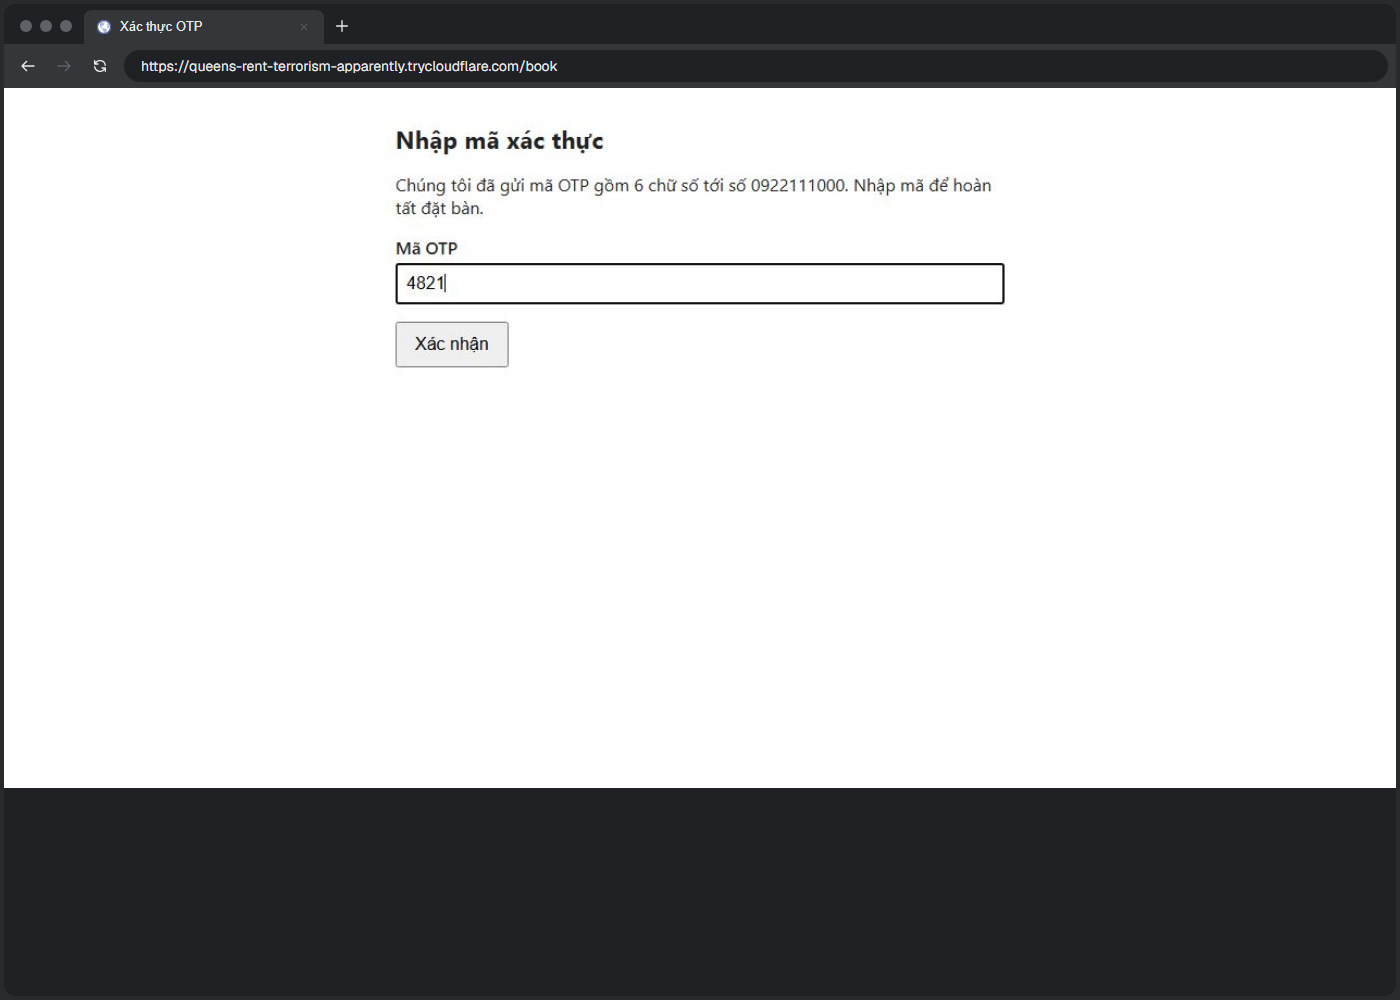 Xác thực OTP
https://queens-rent-terrorism-apparently.trycloudflare.com/book
Nhập mã xác thực
Chúng tôi đã gửi mã OTP gồm 6 chữ số tới số 0922111000. Nhập mã để hoàn
tất đặt bàn.
Mã OTP
4821
Xác nhận